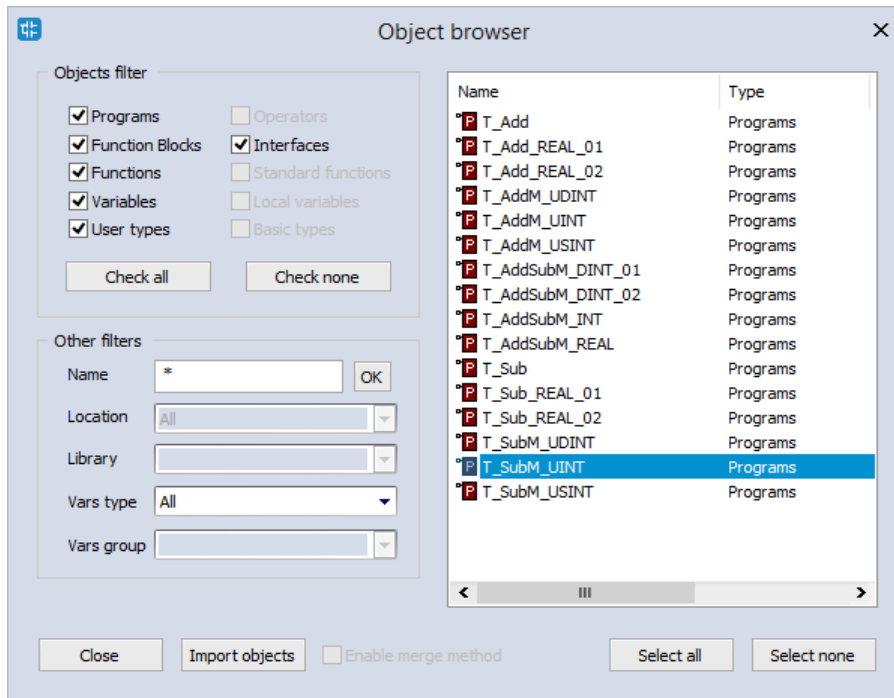 Object browser
Objects filter
Programs Operators
Function Blocks Interfaces
Functions Standard functions
Variables Local variables
User types Basic types
Check all Check none
Other filters
Name * OK
Location All
Library
Vars type All
Vars group
Name Type
P T_Add Programs
P T_Add_REAL_01 Programs
P T_Add_REAL_02 Programs
P T_AddM_UDINT Programs
P T_AddM_UINT Programs
P T_AddM_USINT Programs
P T_AddSubM_DINT_01 Programs
P T_AddSubM_DINT_02 Programs
P T_AddSubM_INT Programs
P T_AddSubM_REAL Programs
P T_Sub Programs
P T_Sub_REAL_01 Programs
P T_Sub_REAL_02 Programs
P T_SubM_UDINT Programs
P T_SubM_UINT Programs
P T_SubM_USINT Programs
Close Import objects Enable merge method Select all Select none